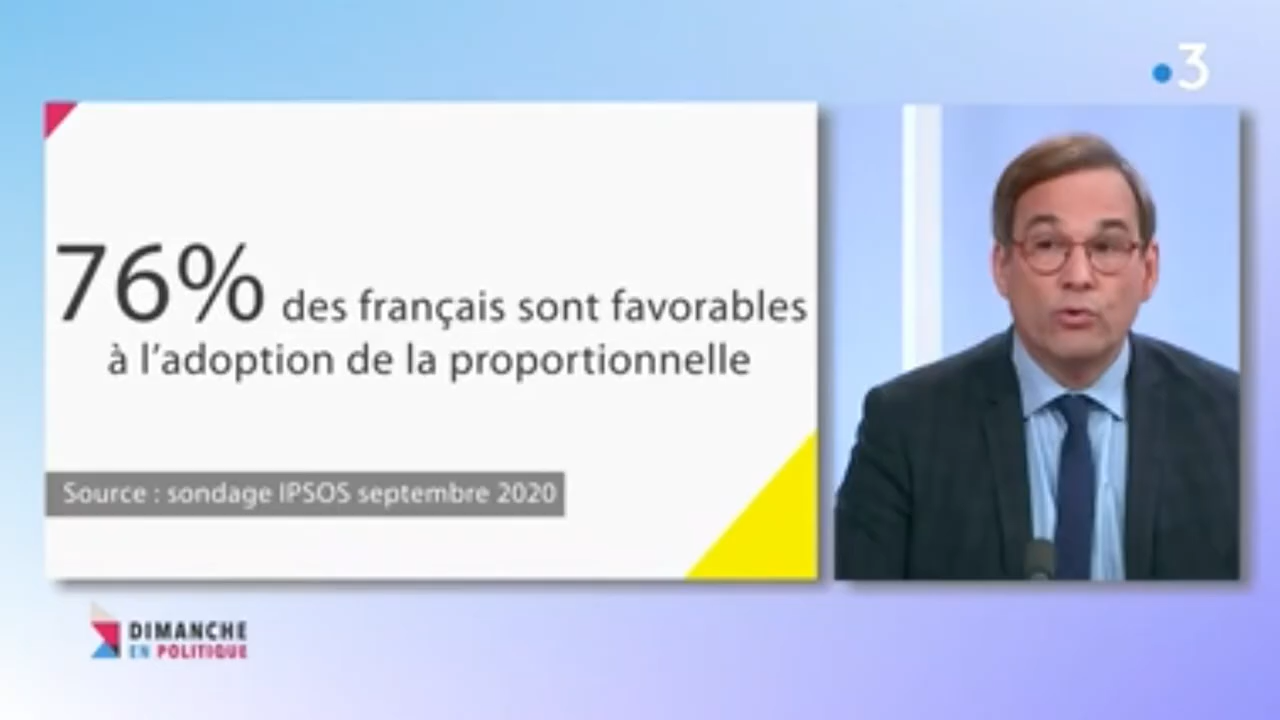 3
76% des français sont favorables
à l'adoption de la proportionnelle
Source : sondage IPSOS septembre 2020
DIMANCHE
EN POLITIQUE